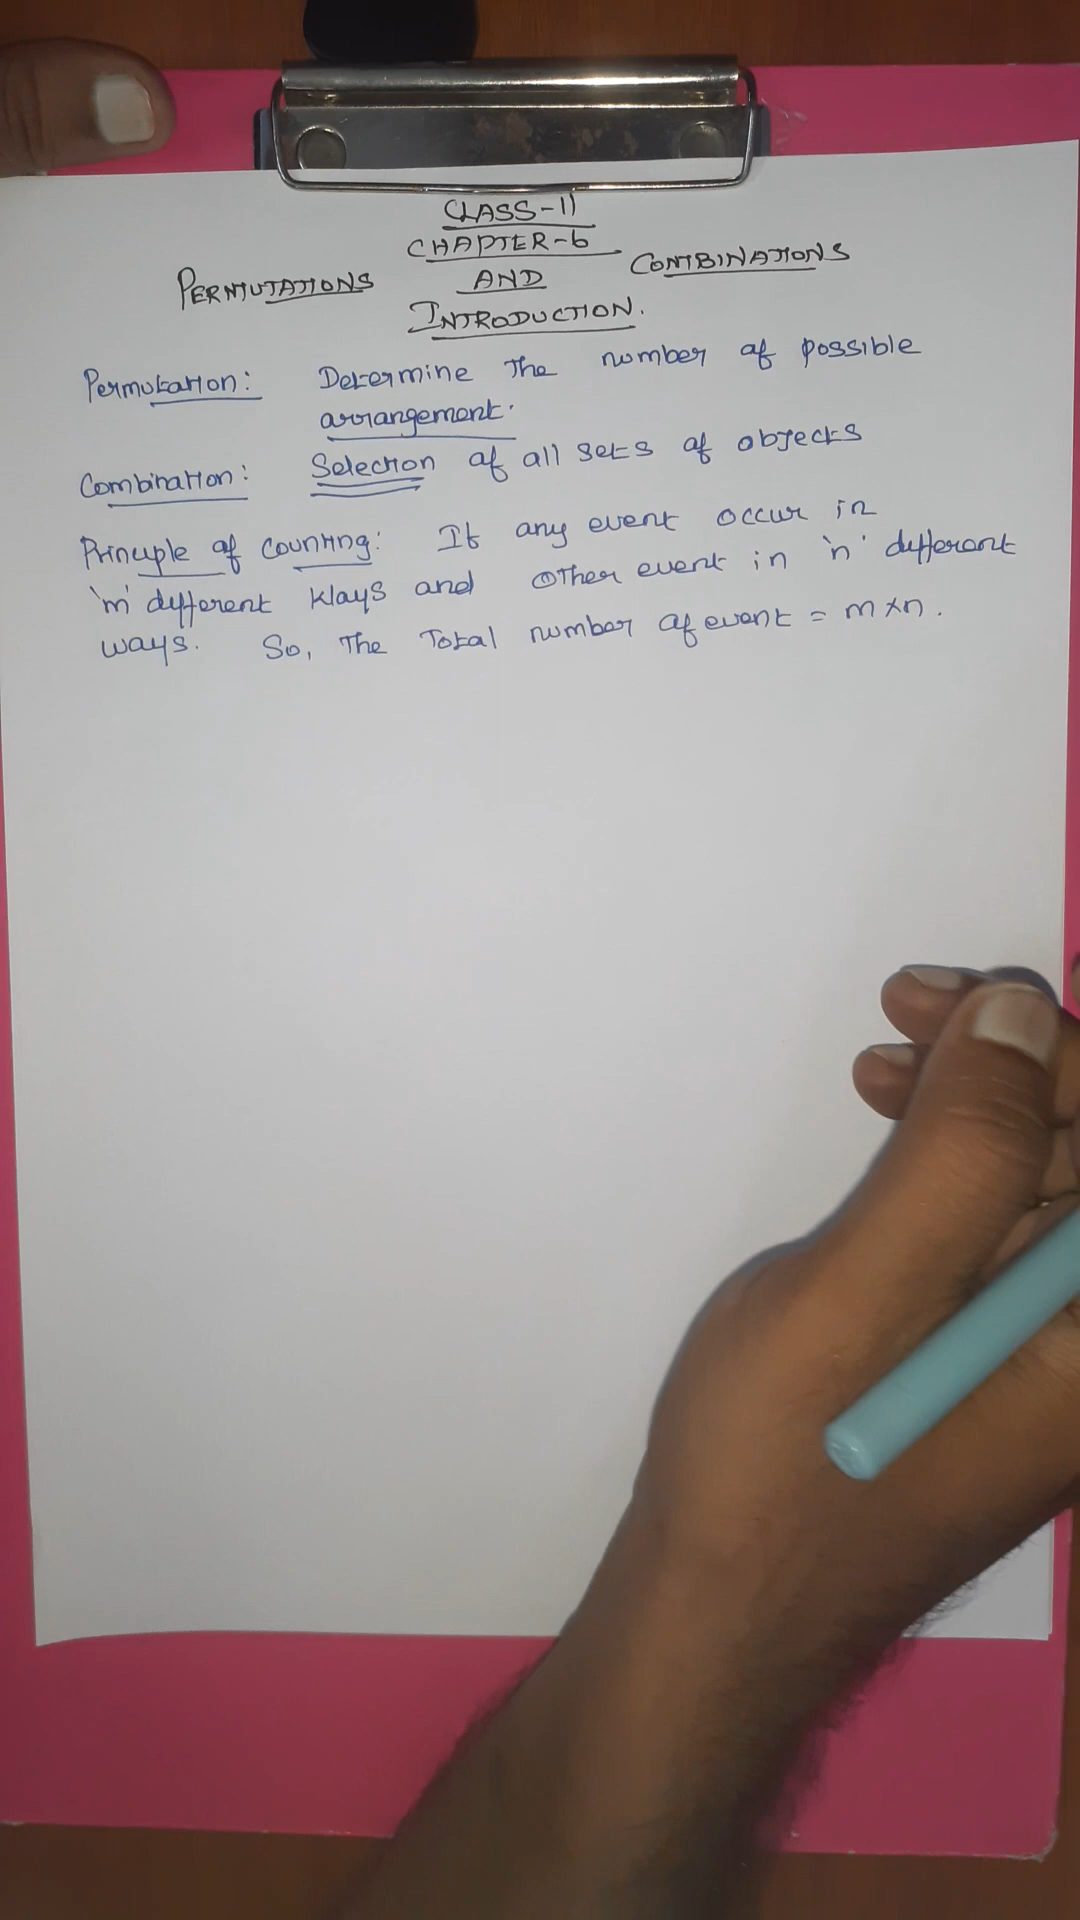 CLASS-11
CHAPTER-6
PERMUTATIONS AND COMBINATIONS
INTRODUCTION.
Permutation: Determine The number of possible
arrangement.
Combination: Selection of all sets of objects
Principle of counting: If any event occur in
'm' different ways and other event in 'n' different
ways. So, The Total number of event = m×n.